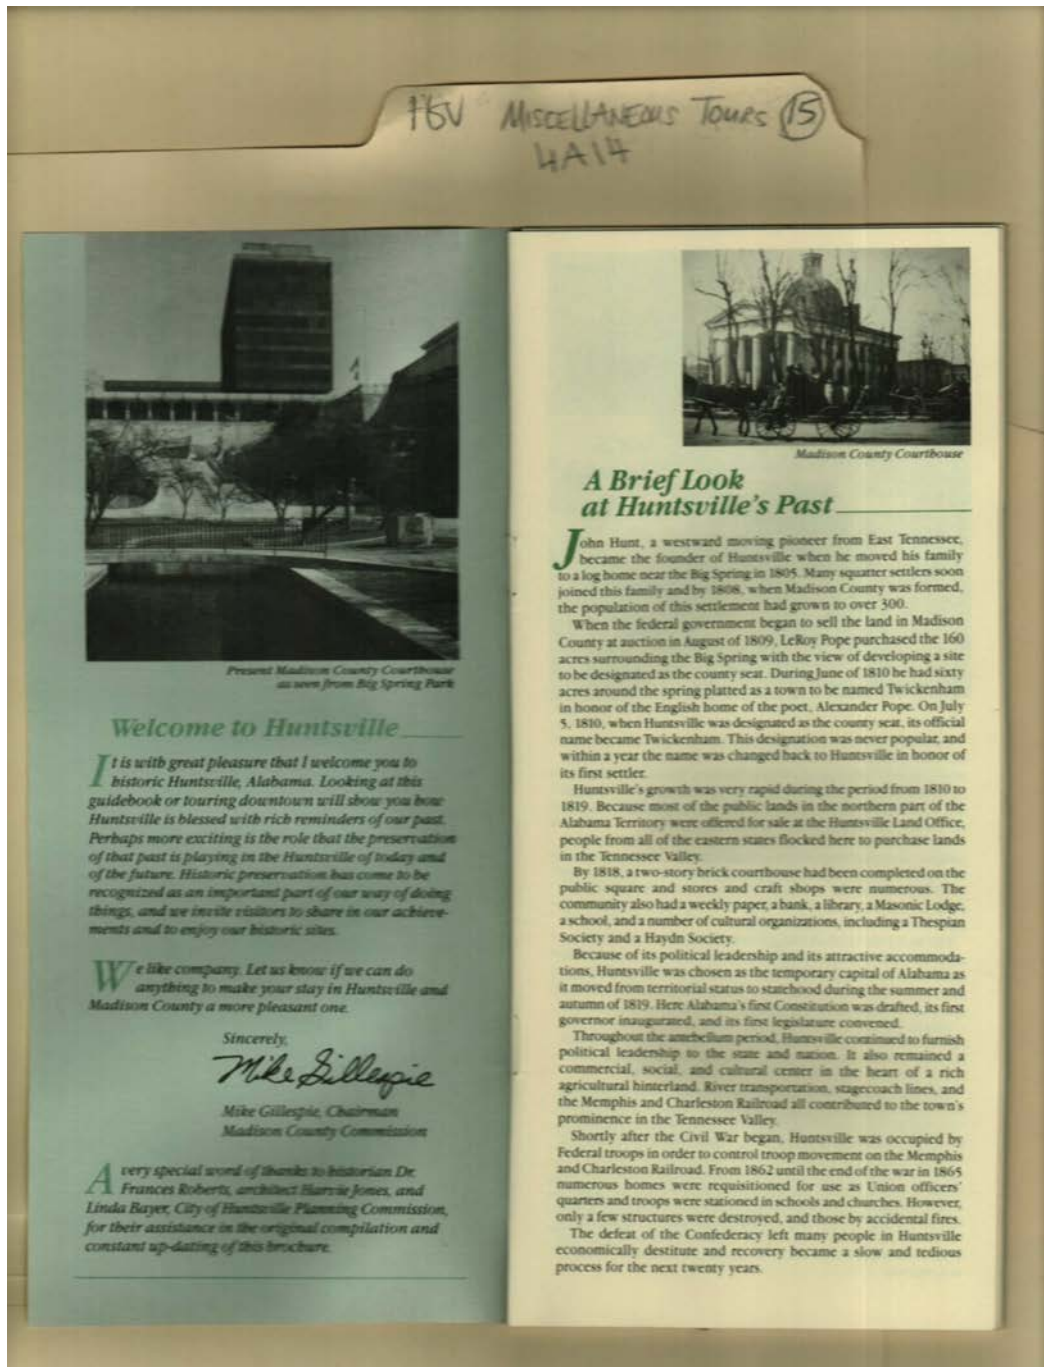 HSV MISCELLANEOUS TOURS 15
4A14
Present Madison County Courthouse
as seen from Big Spring Park
Welcome to Huntsville
It is with great pleasure that I welcome you to
historic Huntsville, Alabama. Looking at this
guidebook or touring downtown will show you how
Huntsville is blessed with rich reminders of our past.
Perhaps more exciting is the role that the preservation
of that past is playing in the Huntsville of today and
of the future. Historic preservation has come to be
recognized as an important part of our way of doing
things, and we invite visitors to share in our achieve-
ments and to enjoy our historic sites.
We like company. Let us know if we can do
anything to make your stay in Huntsville and
Madison County a more pleasant one.
Sincerely,
Mike Gillespie
Mike Gillespie, Chairman
Madison County Commission
A very special word of thanks to historian Dr.
Frances Roberts, architect Harvie Jones, and
Linda Bayer, City of Huntsville Planning Commission,
for their assistance in the original compilation and
constant up-dating of this brochure.
Madison County Courthouse
A Brief Look
at Huntsville's Past
John Hunt, a westward moving pioneer from East Tennessee,
became the founder of Huntsville when he moved his family
to a log home near the Big Spring in 1805. Many squatter settlers soon
joined this family and by 1808, when Madison County was formed,
the population of this settlement had grown to over 300.
When the federal government began to sell the land in Madison
County at auction in August of 1809, LeRoy Pope purchased the 160
acres surrounding the Big Spring with the view of developing a site
to be designated as the county seat. During June of 1810 he had sixty
acres around the spring platted as a town to be named Twickenham
in honor of the English home of the poet, Alexander Pope. On July
5, 1810, when Huntsville was designated as the county seat, its official
name became Twickenham. This designation was never popular, and
within a year the name was changed back to Huntsville in honor of
its first settler.
Huntsville's growth was very rapid during the period from 1810 to
1819. Because most of the public lands in the northern part of the
Alabama Territory were offered for sale at the Huntsville Land Office,
people from all of the eastern states flocked here to purchase lands
in the Tennessee Valley.
By 1818, a two-story brick courthouse had been completed on the
public square and stores and craft shops were numerous. The
community also had a weekly paper, a bank, a library, a Masonic Lodge,
a school, and a number of cultural organizations, including a Thespian
Society and a Haydn Society.
Because of its political leadership and its attractive accommoda-
tions, Huntsville was chosen as the temporary capital of Alabama as
it moved from territorial status to statehood during the summer and
autumn of 1819. Here Alabama's first Constitution was drafted, its first
governor inaugurated, and its first legislature convened.
Throughout the antebellum period, Huntsville continued to furnish
political leadership to the state and nation. It also remained a
commercial, social, and cultural center in the heart of a rich
agricultural hinterland. River transportation, stagecoach lines, and
the Memphis and Charleston Railroad all contributed to the town's
prominence in the Tennessee Valley.
Shortly after the Civil War began, Huntsville was occupied by
Federal troops in order to control troop movement on the Memphis
and Charleston Railroad. From 1862 until the end of the war in 1865
numerous homes were requisitioned for use as Union officers'
quarters and troops were stationed in schools and churches. However,
only a few structures were destroyed, and those by accidental fires.
The defeat of the Confederacy left many people in Huntsville
economically destitute and recovery became a slow and tedious
process for the next twenty years.